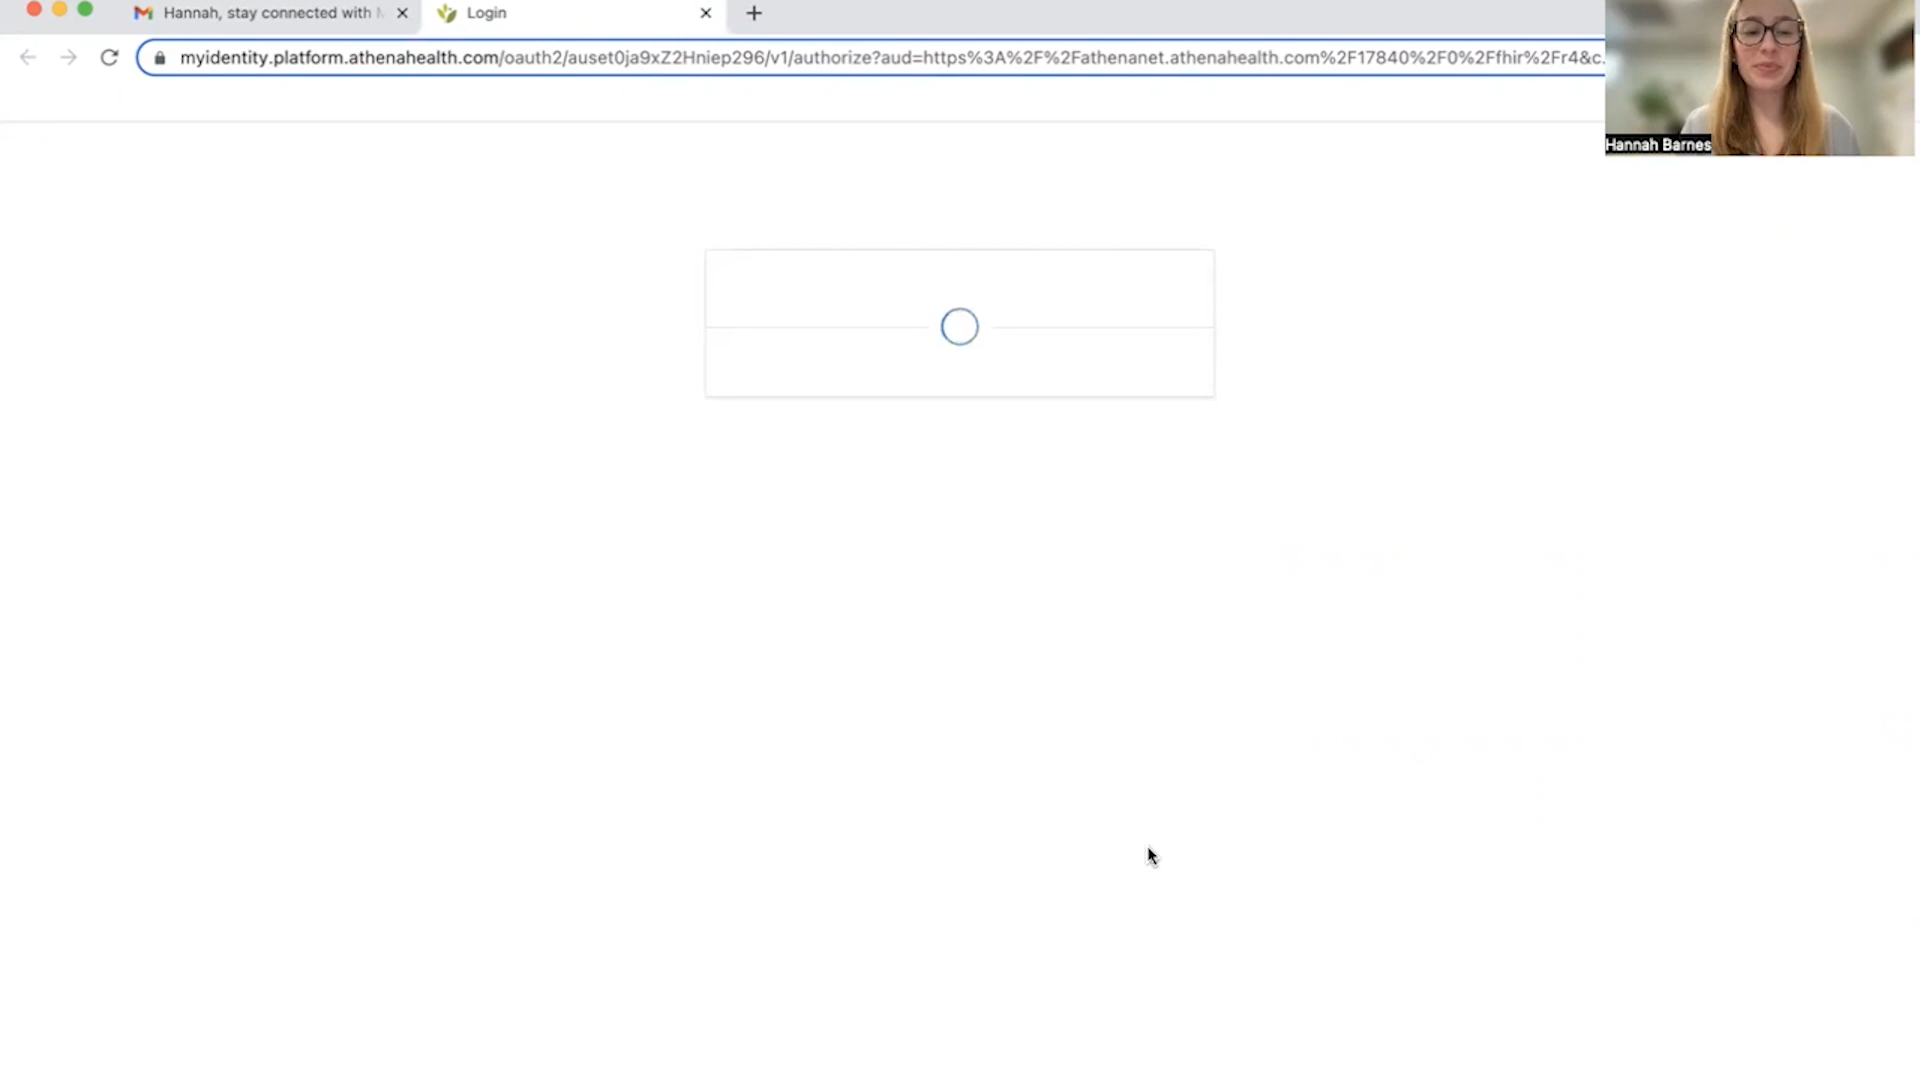 Hannah, stay connected with
Login
myidentity.platform.athenahealth.com/oauth2/auset0ja9xZ2Hniep296/v1/authorize?aud=https%3A%2F%2Fathenanet.athenahealth.com%2F17840%2F0%2Ffhir%2Fr4&c.
Hannah Barnes